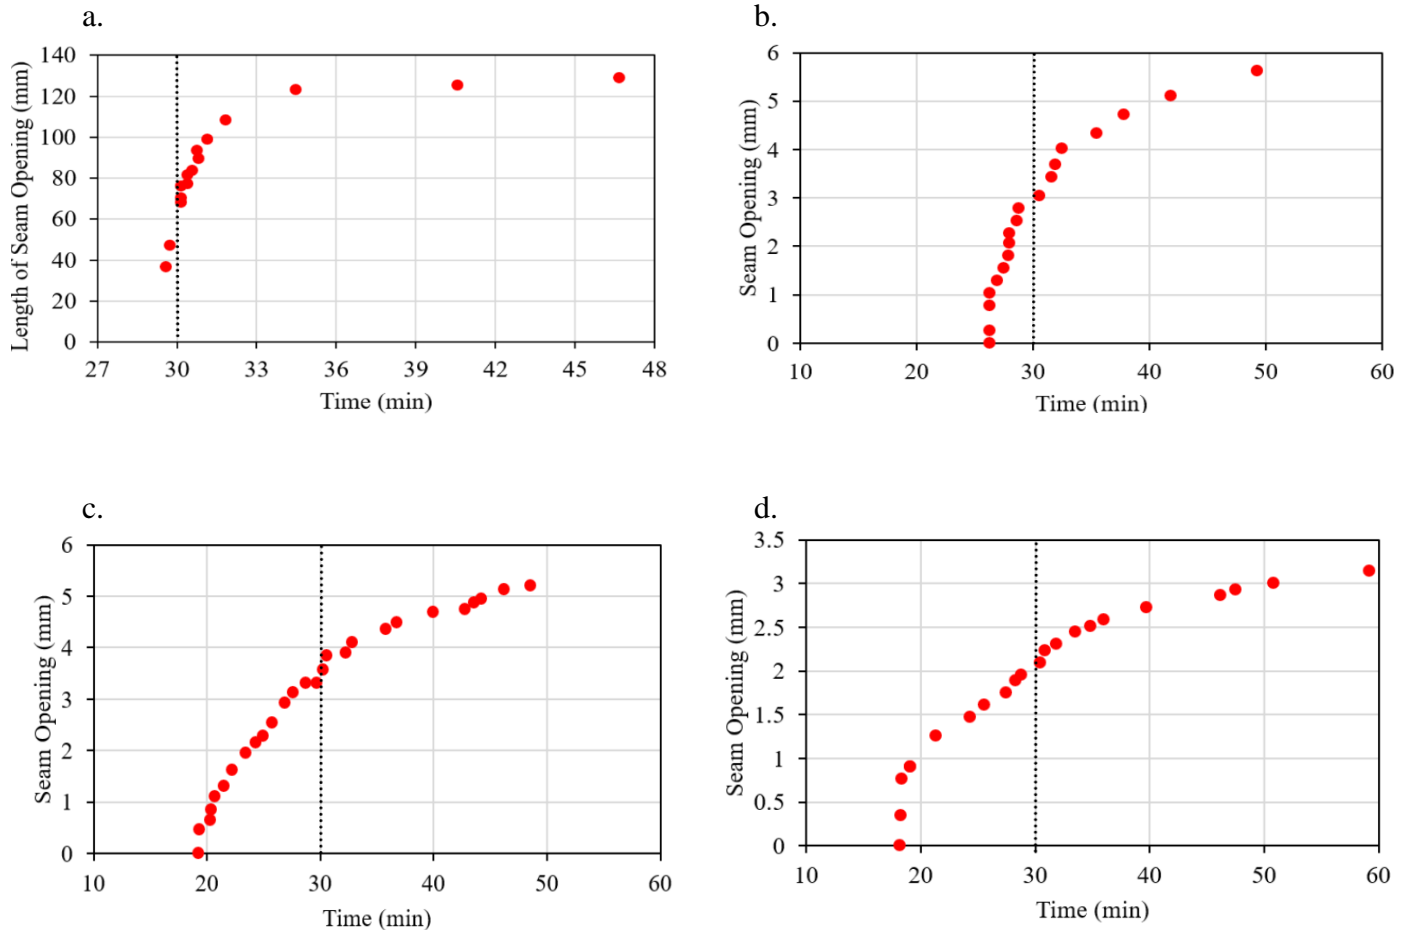 a.
140
120
100
80
60
40
20
0
Length of Seam Opening (mm)
27 30 33 36 39 42 45 48
Time (min)
b.
6
5
4
3
2
1
0
Seam Opening (mm)
10 20 30 40 50 60
Time (min)
c.
6
5
4
3
2
1
0
Seam Opening (mm)
10 20 30 40 50 60
Time (min)
d.
3.5
3
2.5
2
1.5
1
0.5
0
Seam Opening (mm)
10 20 30 40 50 60
Time (min)